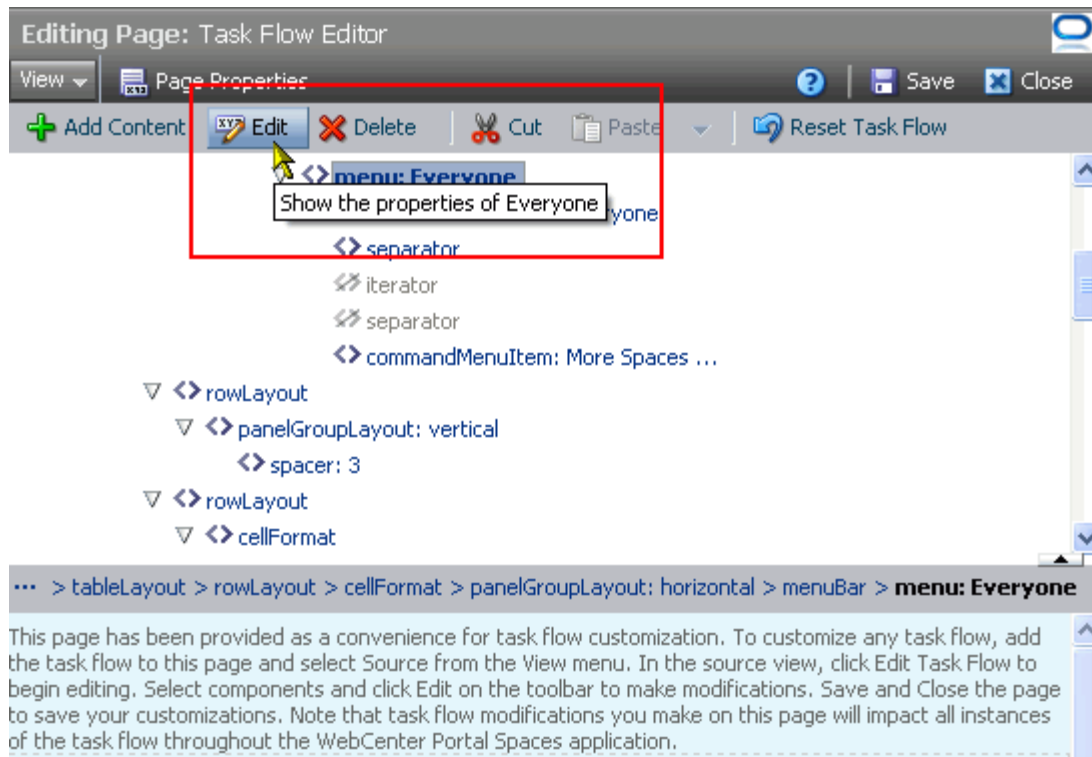 Editing Page: Task Flow Editor
View Page Properties ? Save Close
Add Content Edit Delete Cut Paste Reset Task Flow
menu: Everyone
Show the properties of Everyone yone
separator
iterator
separator
commandMenuItem: More Spaces ...
rowLayout
panelGroupLayout: vertical
spacer: 3
rowLayout
cellFormat
... > tableLayout > rowLayout > cellFormat > panelGroupLayout: horizontal > menuBar > menu: Everyone
This page has been provided as a convenience for task flow customization. To customize any task flow, add
the task flow to this page and select Source from the View menu. In the source view, click Edit Task Flow to
begin editing. Select components and click Edit on the toolbar to make modifications. Save and Close the page
to save your customizations. Note that task flow modifications you make on this page will impact all instances
of the task flow throughout the WebCenter Portal Spaces application.